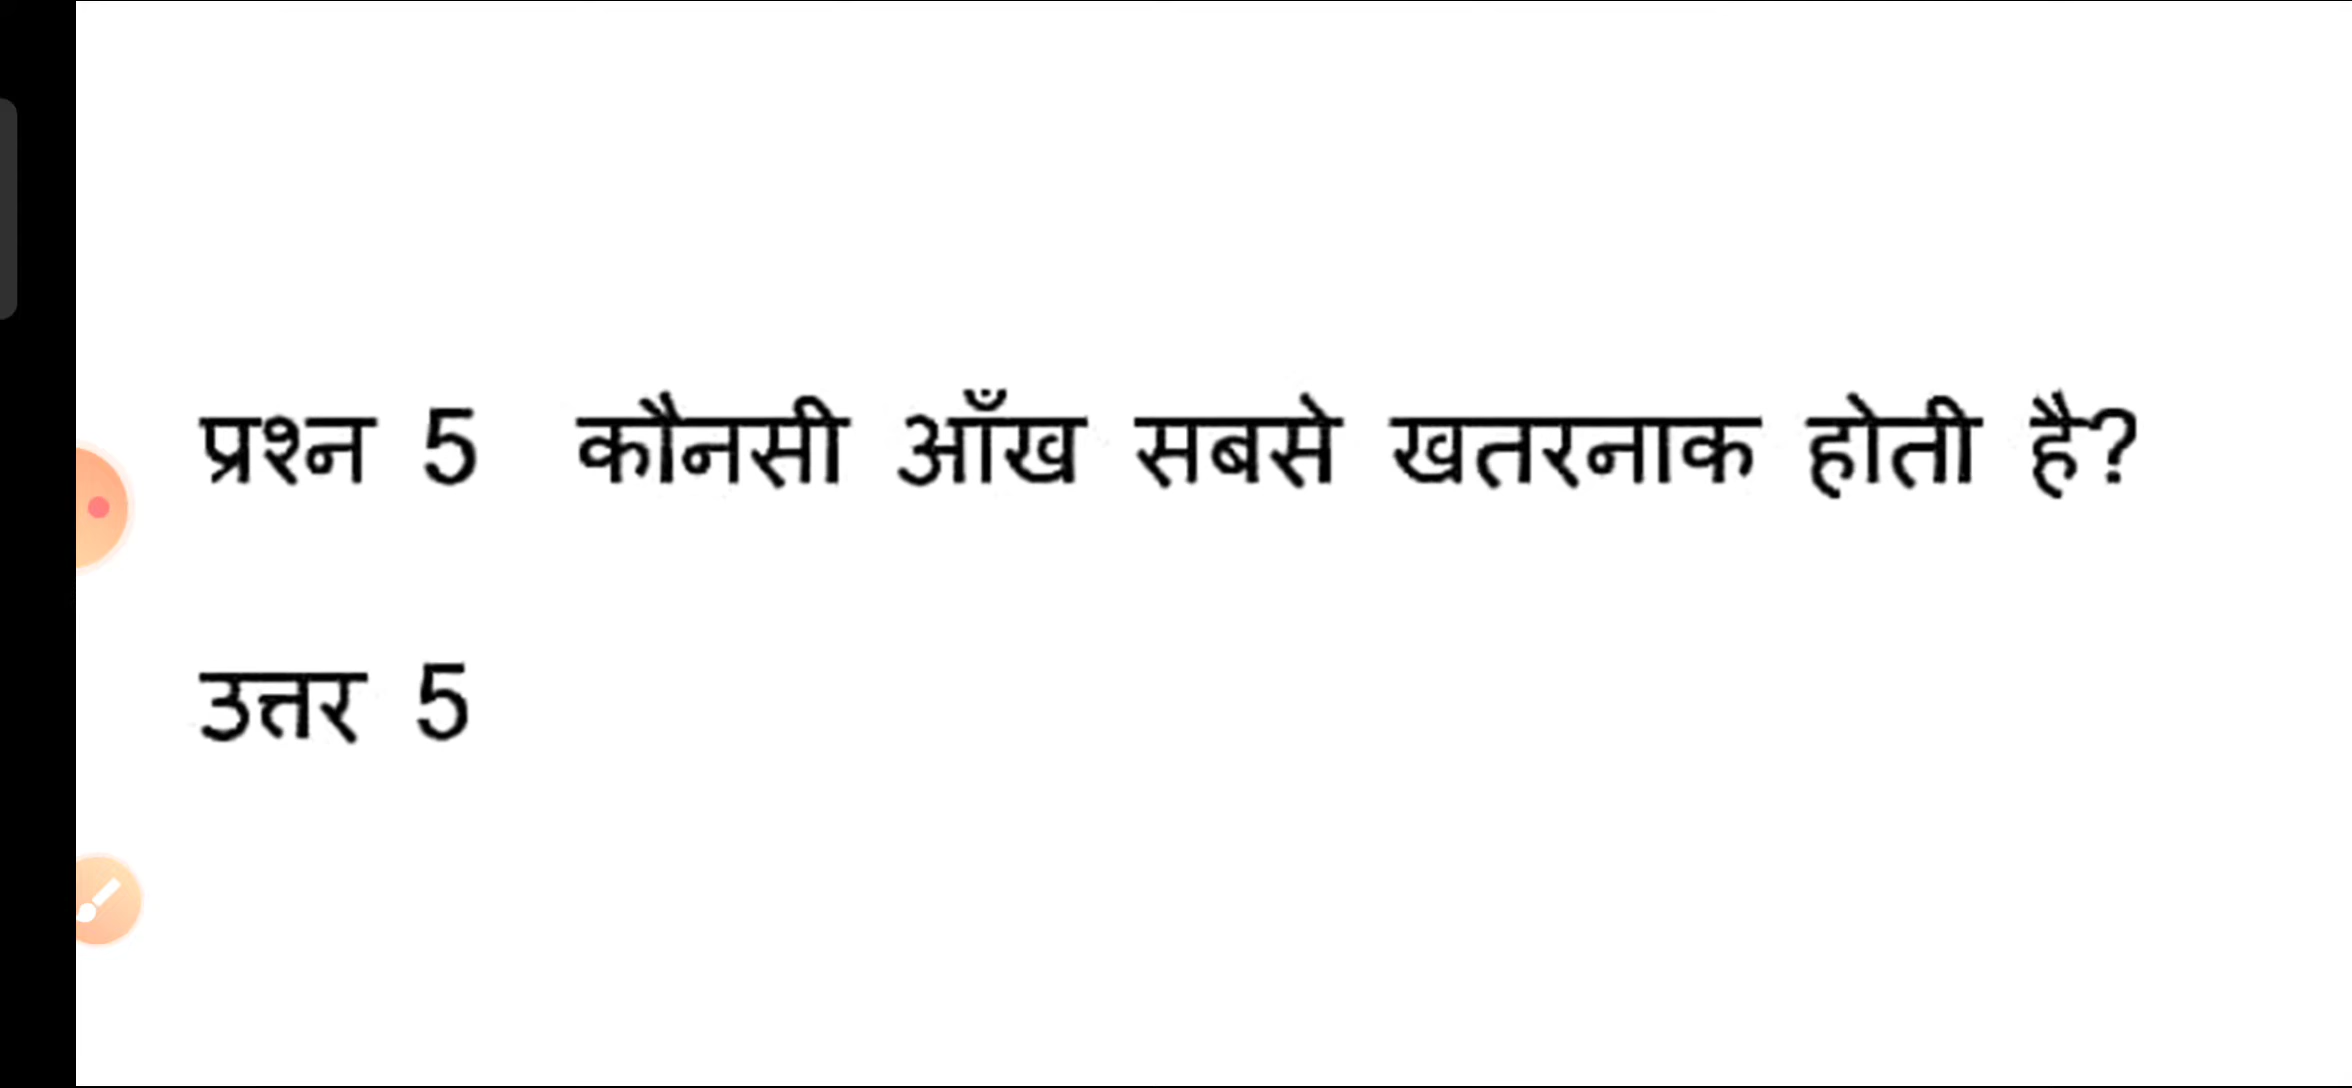 प्रश्न 5 कौनसी आँख सबसे खतरनाक होती है?
उत्तर 5